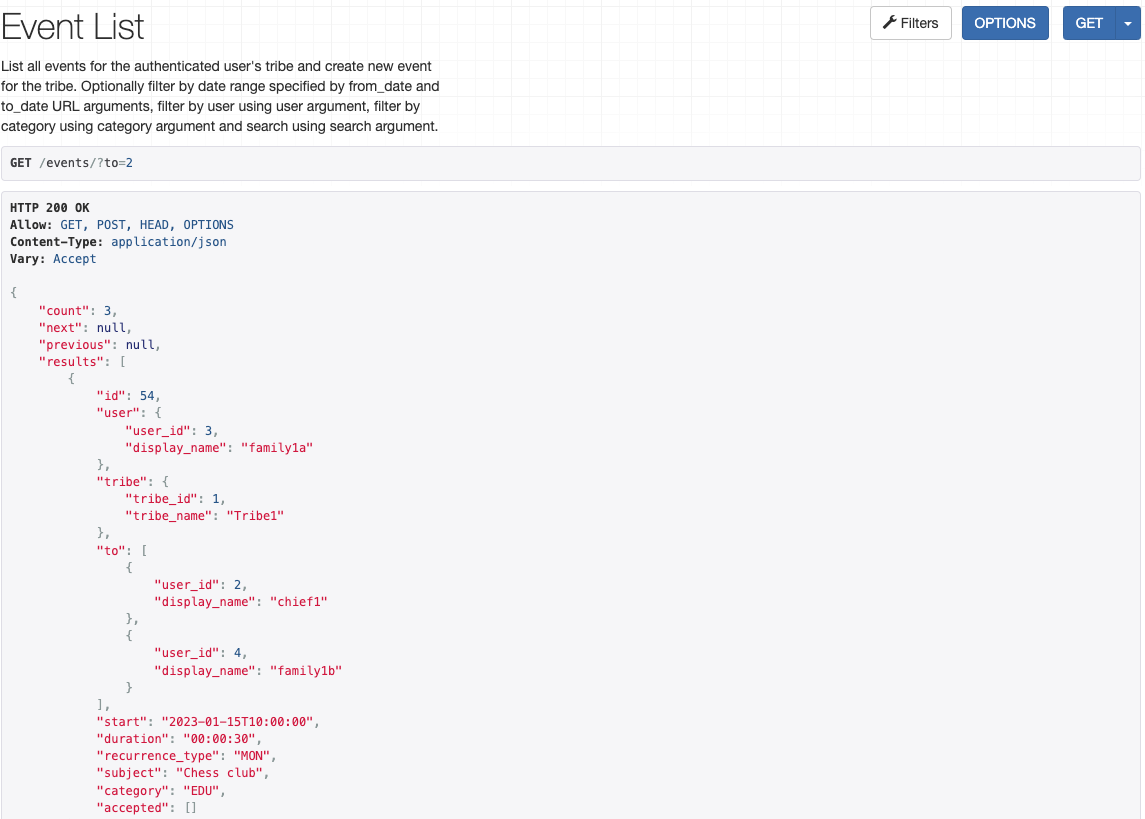 Event List
Filters
OPTIONS
GET
List all events for the authenticated user's tribe and create new event
for the tribe. Optionally filter by date range specified by from_date and
to_date URL arguments, filter by user using user argument, filter by
category using category argument and search using search argument.
GET /events/?to=2
HTTP 200 OK
Allow: GET, POST, HEAD, OPTIONS
Content-Type: application/json
Vary: Accept
{
    "count": 3,
    "next": null,
    "previous": null,
    "results": [
        {
            "id": 54,
            "user": {
                "user_id": 3,
                "display_name": "family1a"
            },
            "tribe": {
                "tribe_id": 1,
                "tribe_name": "Tribe1"
            },
            "to": [
                {
                    "user_id": 2,
                    "display_name": "chief1"
                },
                {
                    "user_id": 4,
                    "display_name": "family1b"
                }
            ],
            "start": "2023-01-15T10:00:00",
            "duration": "00:00:30",
            "recurrence_type": "MON",
            "subject": "Chess club",
            "category": "EDU",
            "accepted": []